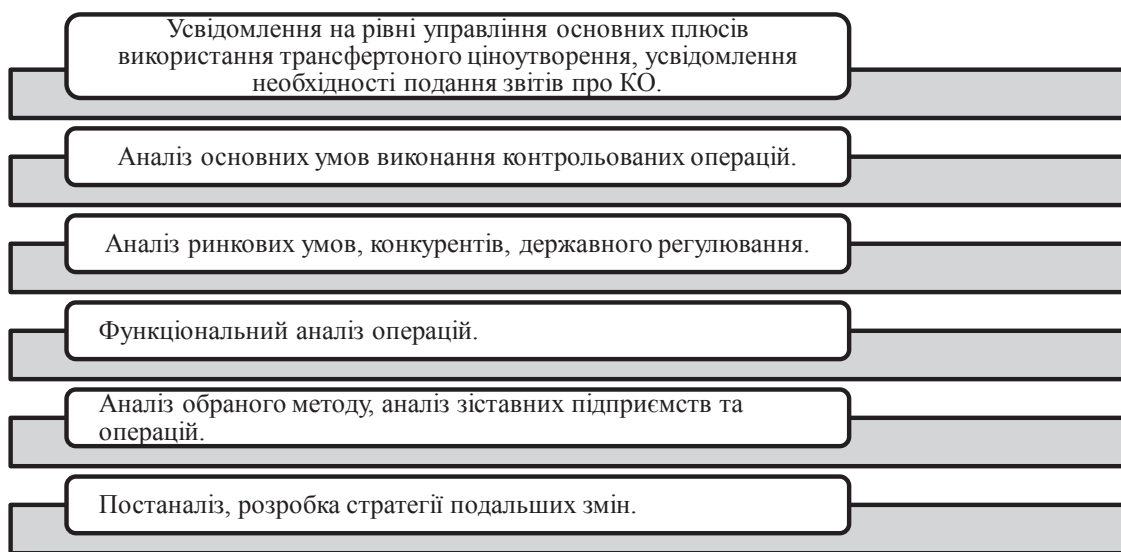 Усвідомлення на рівні управління основних плюсів
використання трансфертоного ціноутворення, усвідомлення
необхідності подання звітів про КО.
Аналіз основних умов виконання контрольованих операцій.
Аналіз ринкових умов, конкурентів, державного регулювання.
Функціональний аналіз операцій.
Аналіз обраного методу, аналіз зіставних підприємств та
операцій.
Постаналіз, розробка стратегії подальших змін.